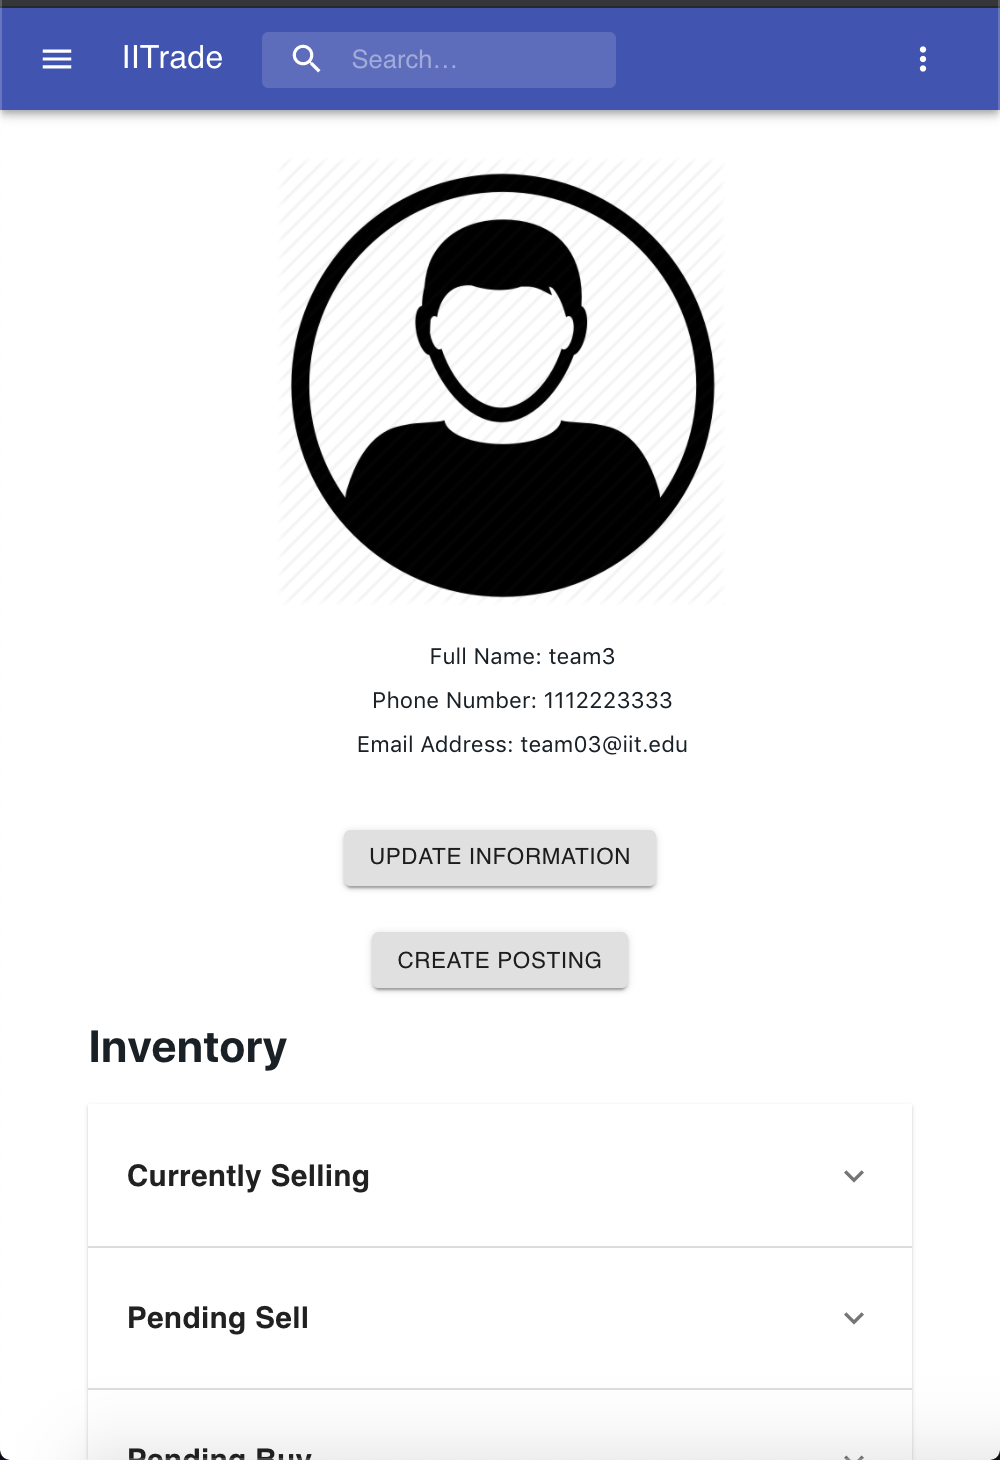 IITrade
Search...
Full Name: team3
Phone Number: 1112223333
Email Address: team03@iit.edu
UPDATE INFORMATION
CREATE POSTING
Inventory
Currently Selling
Pending Sell
Pending Buy